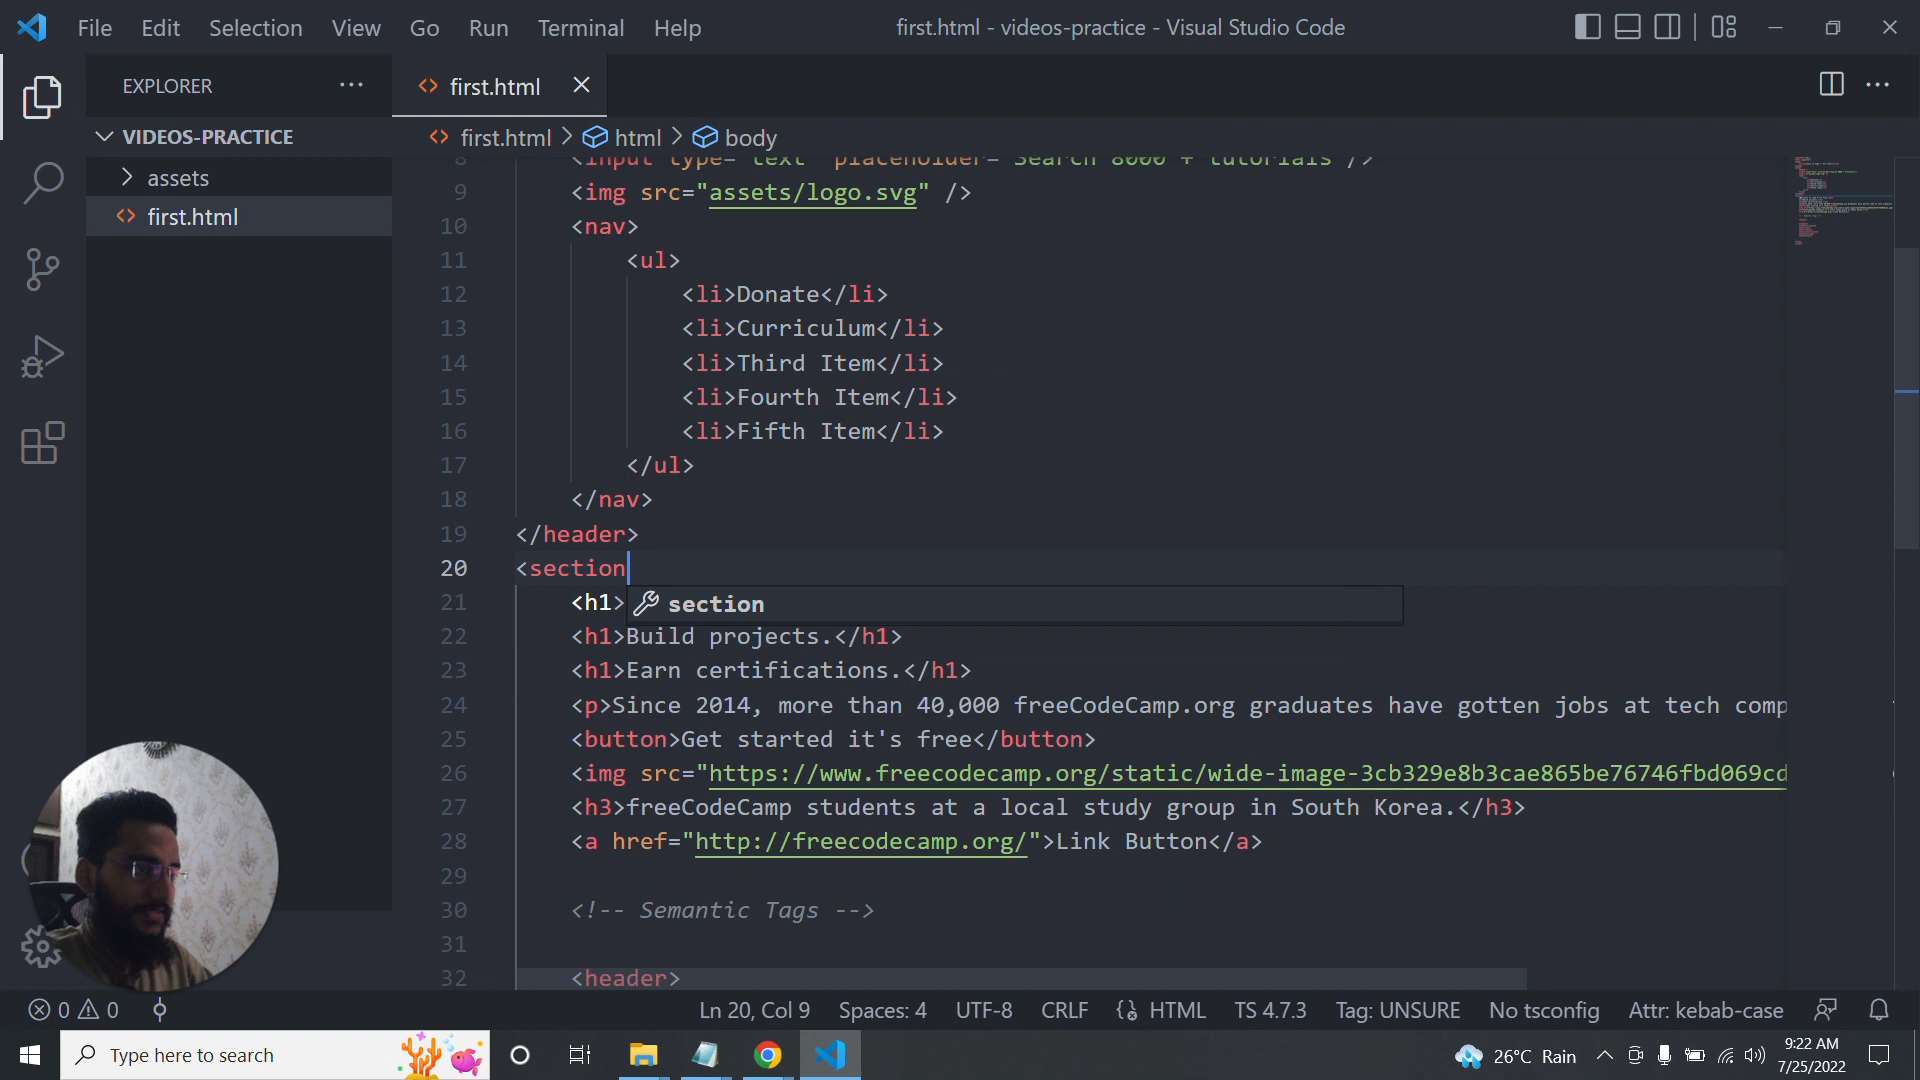 File Edit Selection View Go Run Terminal Help first.html - videos-practice - Visual Studio Code
EXPLORER
first.html
VIDEOS-PRACTICE
first.html > html > body
assets
first.html
8 <input type="text" placeholder="Search 8000 + tutorials"/>
9 <img src="assets/logo.svg" />
10 <nav>
11 <ul>
12 <li>Donate</li>
13 <li>Curriculum</li>
14 <li>Third Item</li>
15 <li>Fourth Item</li>
16 <li>Fifth Item</li>
17 </ul>
18 </nav>
19 </header>
20 <section
21 <h1>
section
22 <h1>Build projects.</h1>
23 <h1>Earn certifications.</h1>
24 <p>Since 2014, more than 40,000 freeCodeCamp.org graduates have gotten jobs at tech comp
25 <button>Get started it's free</button>
26 <img src="https://www.freecodecamp.org/static/wide-image-3cb329e8b3cae865be76746fbd069cd
27 <h3>freeCodeCamp students at a local study group in South Korea.</h3>
28 <a href="http://freecodecamp.org/">Link Button</a>
29
30 <!-- Semantic Tags -->
31
32 <header>
0 0 Ln 20, Col 9 Spaces: 4 UTF-8 CRLF HTML TS 4.7.3 Tag: UNSURE No tsconfig Attr: kebab-case
Type here to search
26°C Rain
9:22 AM
7/25/2022